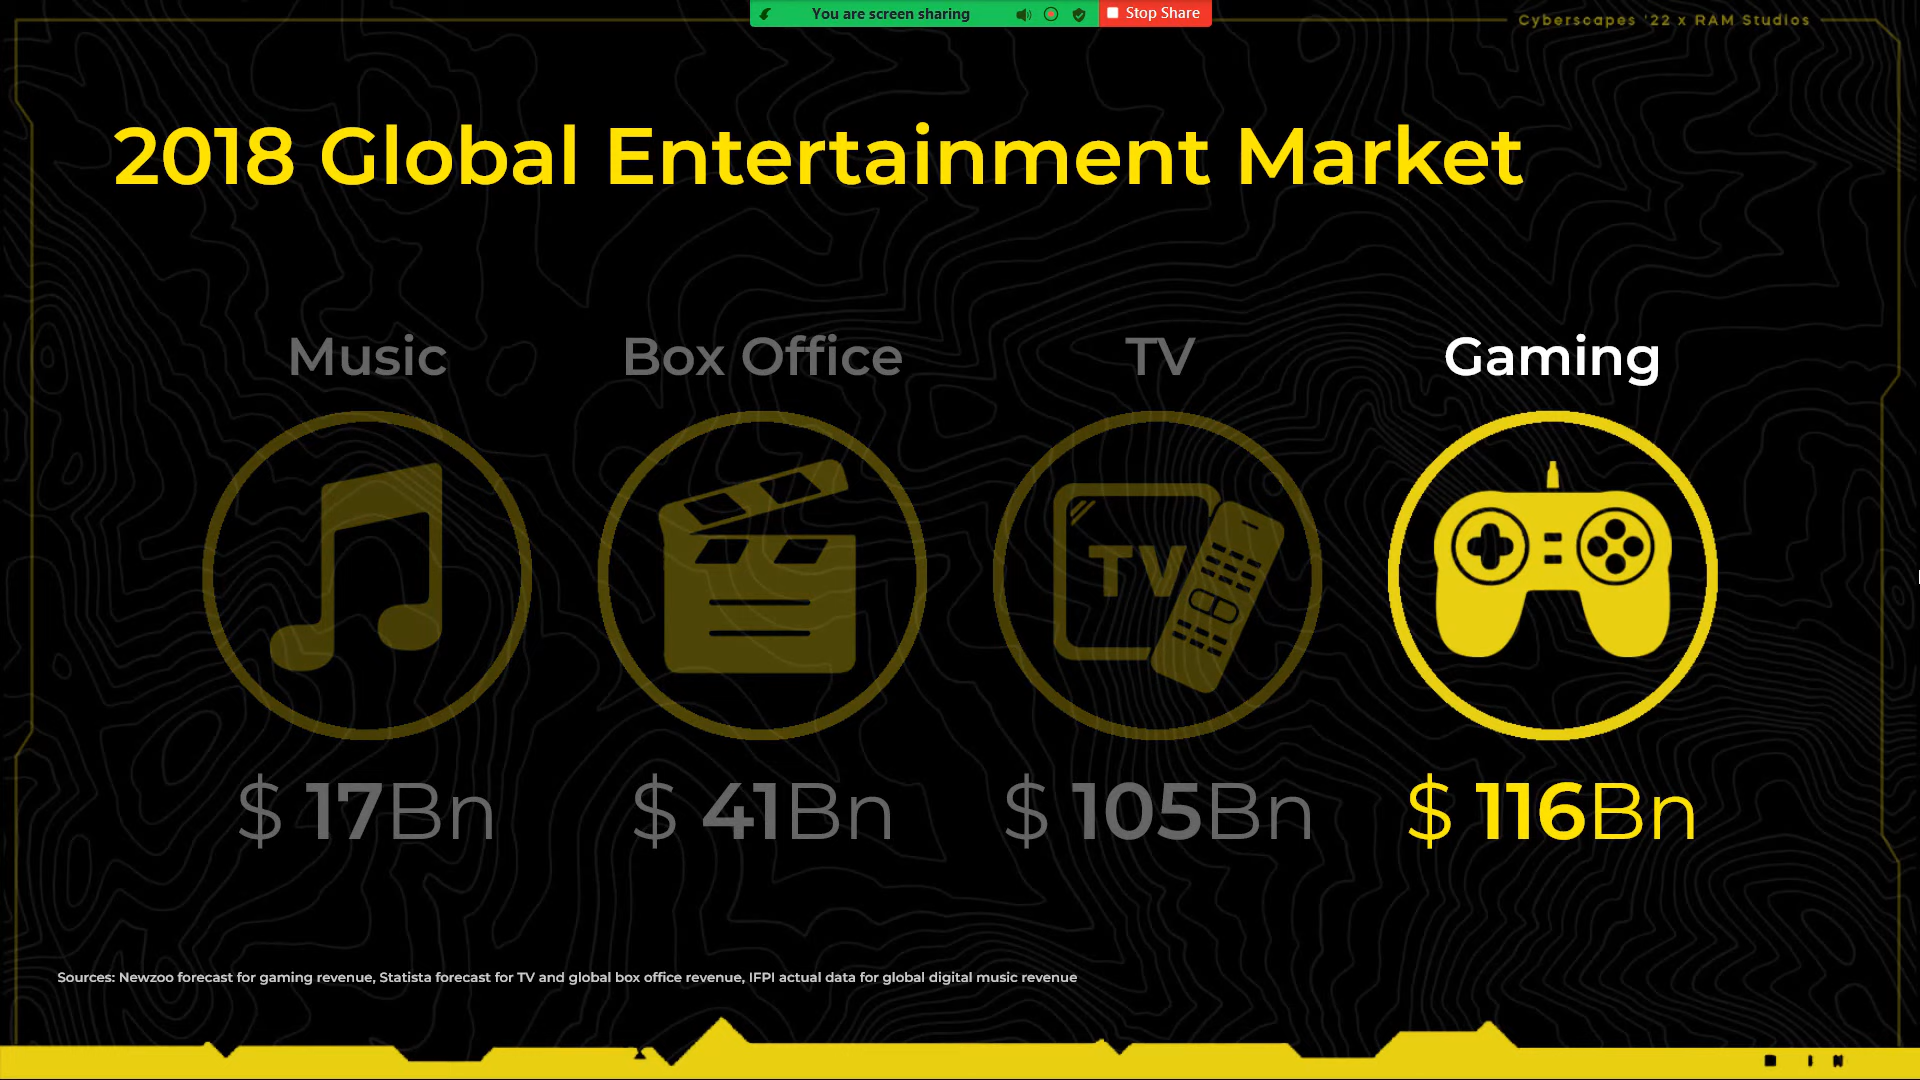 You are screen sharing
Stop Share
Cyberscapes '22 x RAM Studios
2018 Global Entertainment Market
Music
Box Office
TV
Gaming
TV
$ 17Bn
$ 41Bn
$ 105Bn
$ 116Bn
Sources: Newzoo forecast for gaming revenue, Statista forecast for TV and global box office revenue, IFPI actual data for global digital music revenue